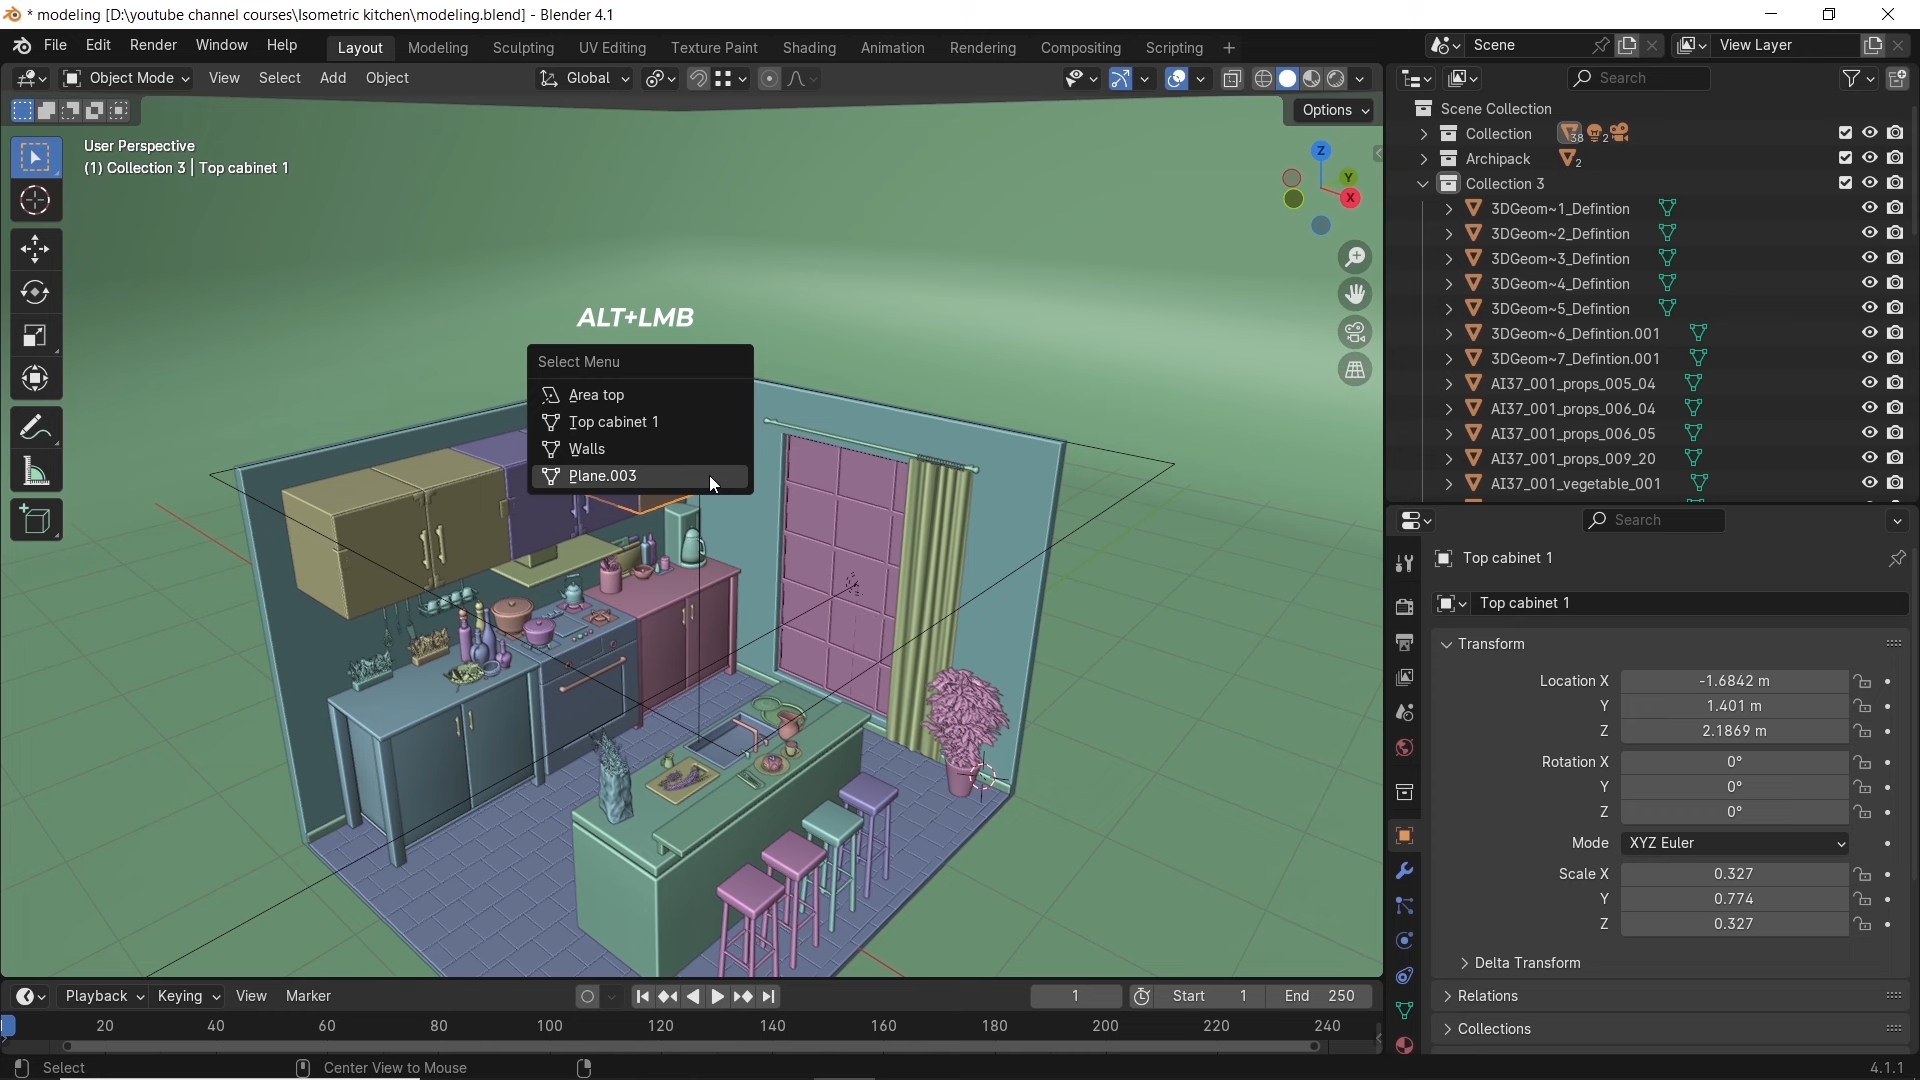 * modeling [D:\youtube channel courses\Isometric kitchen\modeling.blend] - Blender 4.1
File Edit Render Window Help
Layout Modeling Sculpting UV Editing Texture Paint Shading Animation Rendering Compositing Scripting +
Scene
View Layer
Object Mode View Select Add Object
Global
Options
User Perspective
(1) Collection 3 | Top cabinet 1
Z
Y
X
ALT+LMB
Select Menu
Area top
Top cabinet 1
Walls
Plane.003
Search
Scene Collection
Collection 38 2
Archipack 2
Collection 3
3DGeom~1_Defintion
3DGeom~2_Defintion
3DGeom~3_Defintion
3DGeom~4_Defintion
3DGeom~5_Defintion
3DGeom~6_Defintion.001
3DGeom~7_Defintion.001
AI37_001_props_005_04
AI37_001_props_006_04
AI37_001_props_006_05
AI37_001_props_009_20
AI37_001_vegetable_001
Search
Top cabinet 1
Top cabinet 1
Transform
Location X -1.6842 m
Y 1.401 m
Z 2.1869 m
Rotation X 0°
Y 0°
Z 0°
Mode XYZ Euler
Scale X 0.327
Y 0.774
Z 0.327
Delta Transform
Relations
Collections
Playback Keying View Marker
1 Start 1 End 250
20 40 60 80 100 120 140 160 180 200 220 240
Select Center View to Mouse
4.1.1